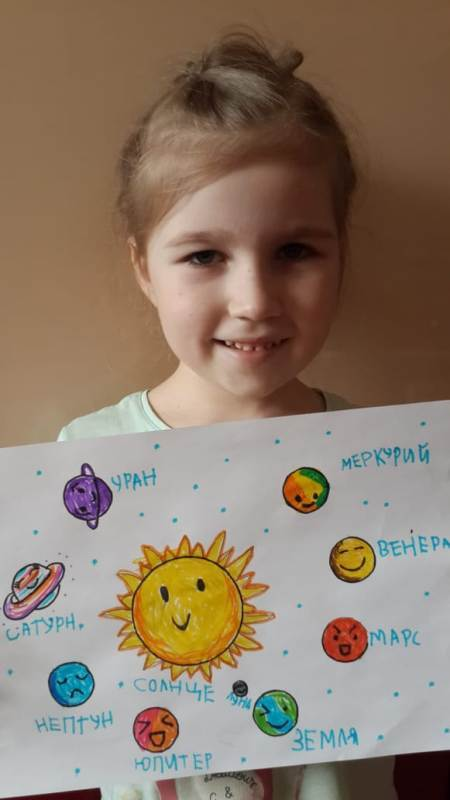 МЕРКУРИЙ
УРАН
ВЕНЕРА
МАРС
САТУРН.
СОЛНЦЕ
ЛУНА
НЕПТУН
ЗЕМЛЯ
ЮПИТЕР
&